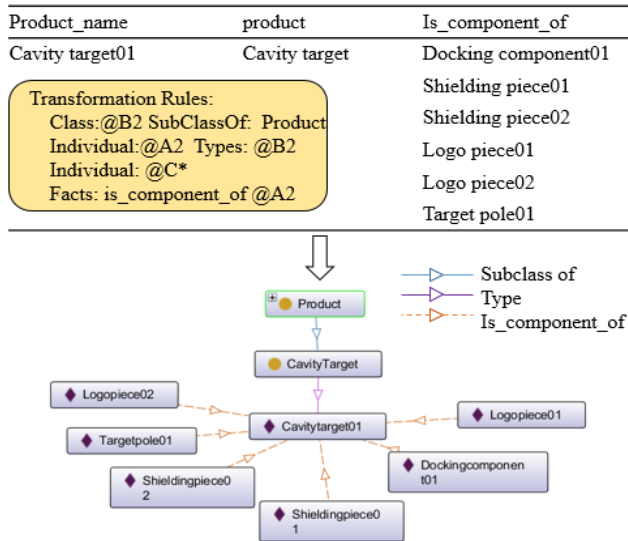 Product_name product Is_component_of
Cavity target01 Cavity target Docking component01
Shielding piece01
Shielding piece02
Logo piece01
Logo piece02
Target pole01
Transformation Rules:
Class:@B2 SubClassOf: Product
Individual:@A2 Types: @B2
Individual: @C*
Facts: is_component_of @A2
Subclass of
Type
Is_component_of
Product
CavityTarget
Logopiece02
Cavitytarget01
Logopiece01
Targetpole01
Dockingcomponen
t01
Shieldingpiece0
2
Shieldingpiece0
1